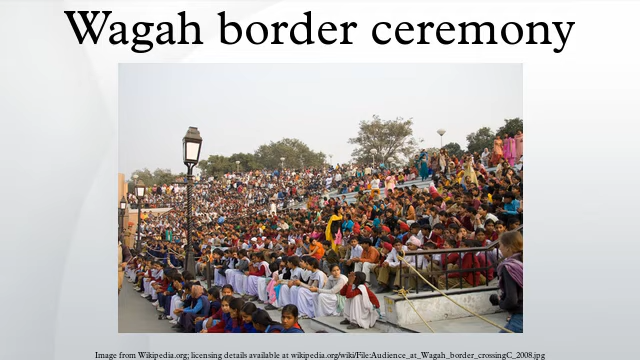 Wagah border ceremony
Image from Wikipedia.org; licensing details available at wikipedia.org/wiki/File:Audience_at_Wagah_border_crossingC_2008.jpg